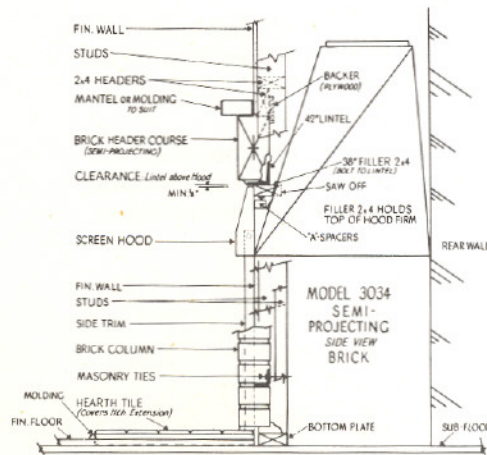 FIN. WALL
STUDS
2x4 HEADERS
MANTEL OR MOLDING
TO SUIT
BRICK HEADER COURSE
(SEMI-PROJECTING)
CLEARANCE: Lintel above Hood
MIN.
SCREEN HOOD
FIN. WALL
STUDS
SIDE TRIM
BRICK COLUMN
MASONRY TIES
HEARTH TILE
(Covers Hth Extension)
MOLDING
FIN. FLOOR
BACKER
(PLYWOOD)
42" LINTEL
38" FILLER 2x4
(BOLT TO LINTEL)
SAW OFF
FILLER 2x4 HOLDS
TOP OF HOOD FIRM
"A"-SPACERS
REAR WALL
MODEL 3034
SEMI-
PROJECTING
SIDE VIEW
BRICK
BOTTOM PLATE
SUB-FLOOR